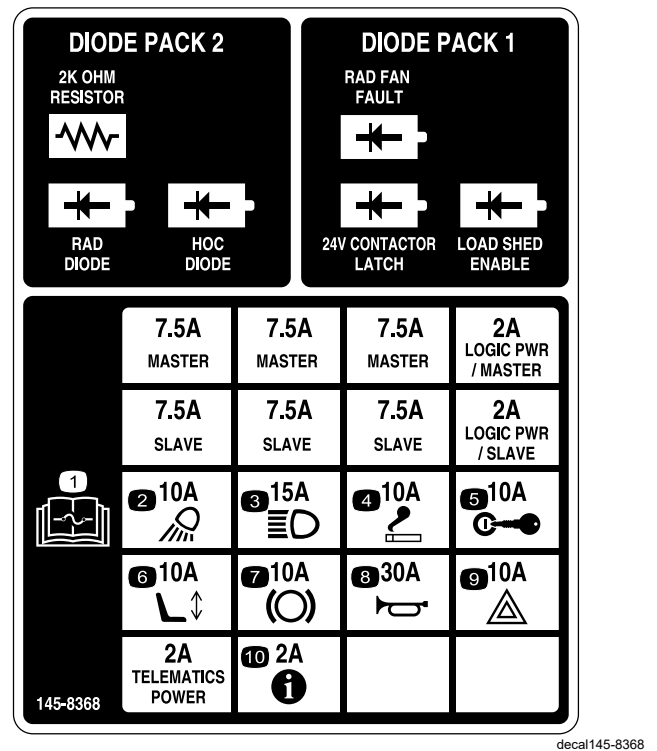 DIODE PACK 2
2K OHM
RESISTOR
RAD
DIODE
HOC
DIODE
DIODE PACK 1
RAD FAN
FAULT
24V CONTACTOR
LATCH
LOAD SHED
ENABLE
7.5A
MASTER
7.5A
MASTER
7.5A
MASTER
2A
LOGIC PWR
/ MASTER
7.5A
SLAVE
7.5A
SLAVE
7.5A
SLAVE
2A
LOGIC PWR
/ SLAVE
1
2 10A
3 15A
4 10A
5 10A
6 10A
7 10A
8 30A
9 10A
2A
TELEMATICS
POWER
10 2A
145-8368
decal145-8368